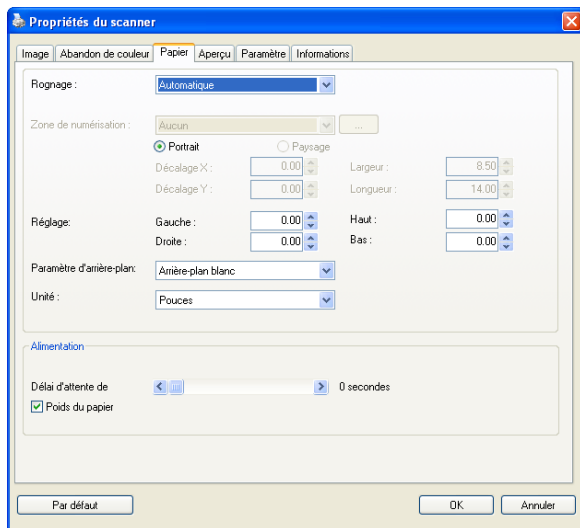 Propriétés du scanner
Image Abandon de couleur Papier Aperçu Paramètre Informations
Rognage : Automatique
Zone de numérisation : Aucun ...
Portrait Paysage
Décalage X : 0.00 Largeur : 8.50
Décalage Y : 0.00 Longueur : 14.00
Réglage: Gauche : 0.00 Haut : 0.00
Droite : 0.00 Bas : 0.00
Paramètre d'arrière-plan: Arrière-plan blanc
Unité : Pouces
Alimentation
Délai d'attente de 0 secondes
Poids du papier
Par défaut OK Annuler